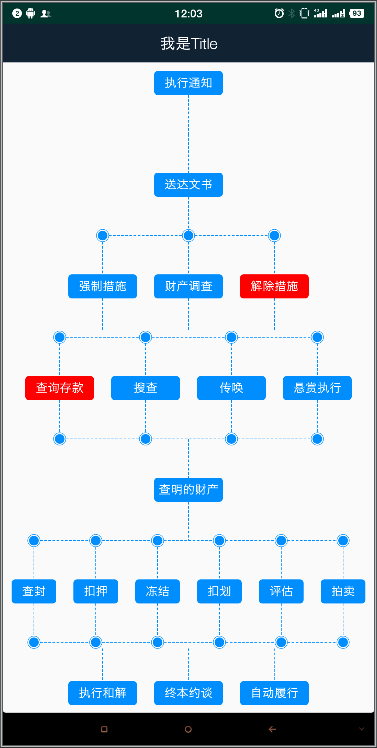 2
12:03
93
我是Title
执行通知
送达文书
强制措施 财产调查 解除措施
查询存款 搜查 传唤 悬赏执行
查明的财产
查封 扣押 冻结 扣划 评估 拍卖
执行和解 终本约谈 自动履行